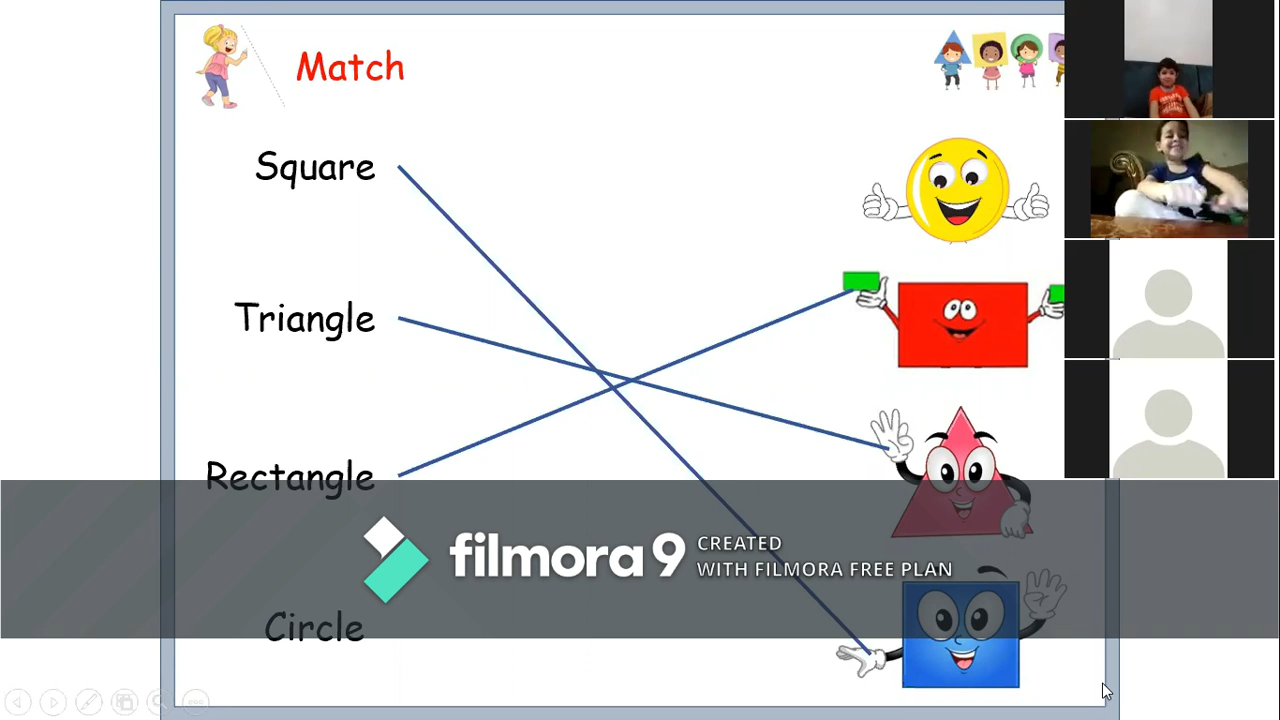 Match
Square
Triangle
Rectangle
filmora9 CREATED
WITH FILMORA FREE PLAN
Circle